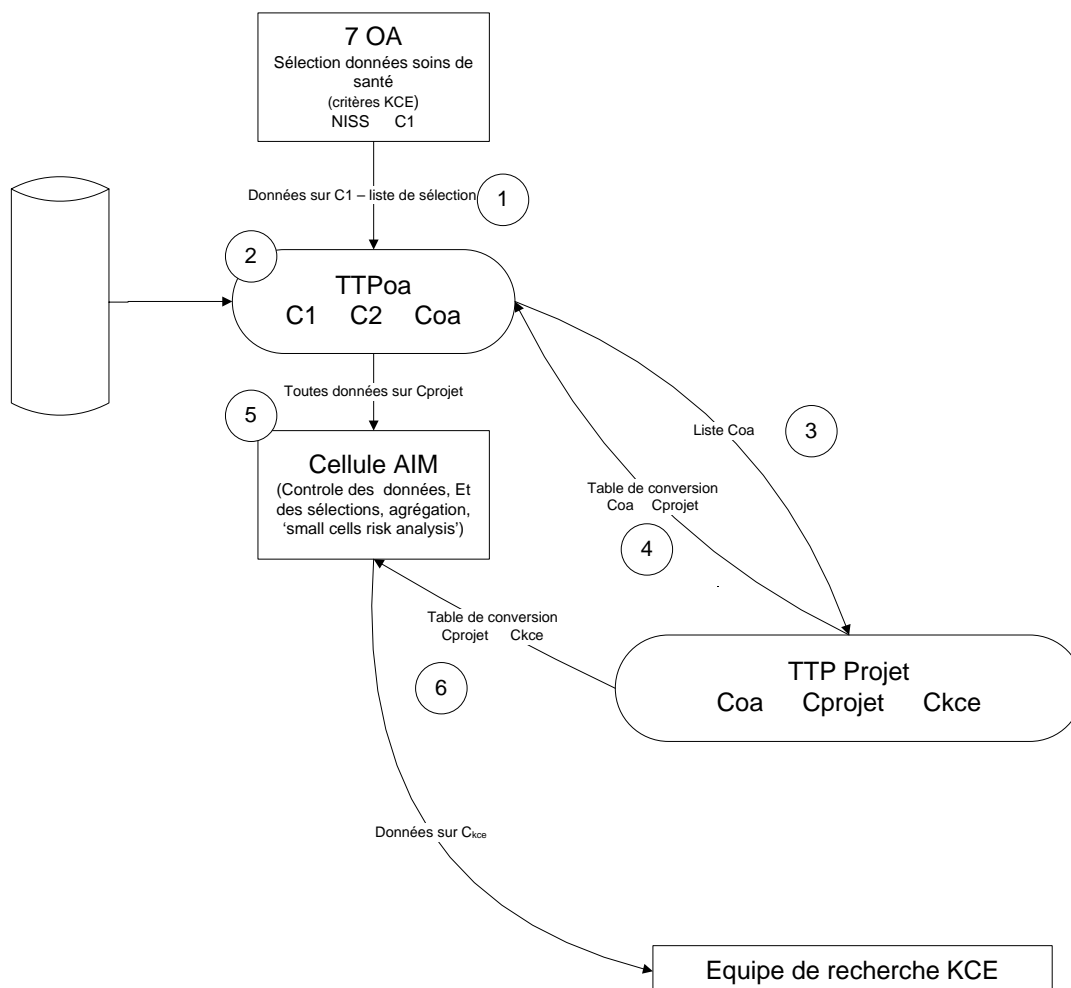 7 OA
Sélection données soins de
santé
(critères KCE)
NISS C1
Données sur C1 – liste de sélection
1
2
TTPoa
C1 C2 Coa
Toutes données sur Cprojet
5
Liste Coa
3
Cellule AIM
(Controle des données, Et
des sélections, agrégation,
‘small cells risk analysis’)
Table de conversion
Coa Cprojet
4
Table de conversion
Cprojet Ckce
6
TTP Projet
Coa Cprojet Ckce
Données sur Ckce
Equipe de recherche KCE